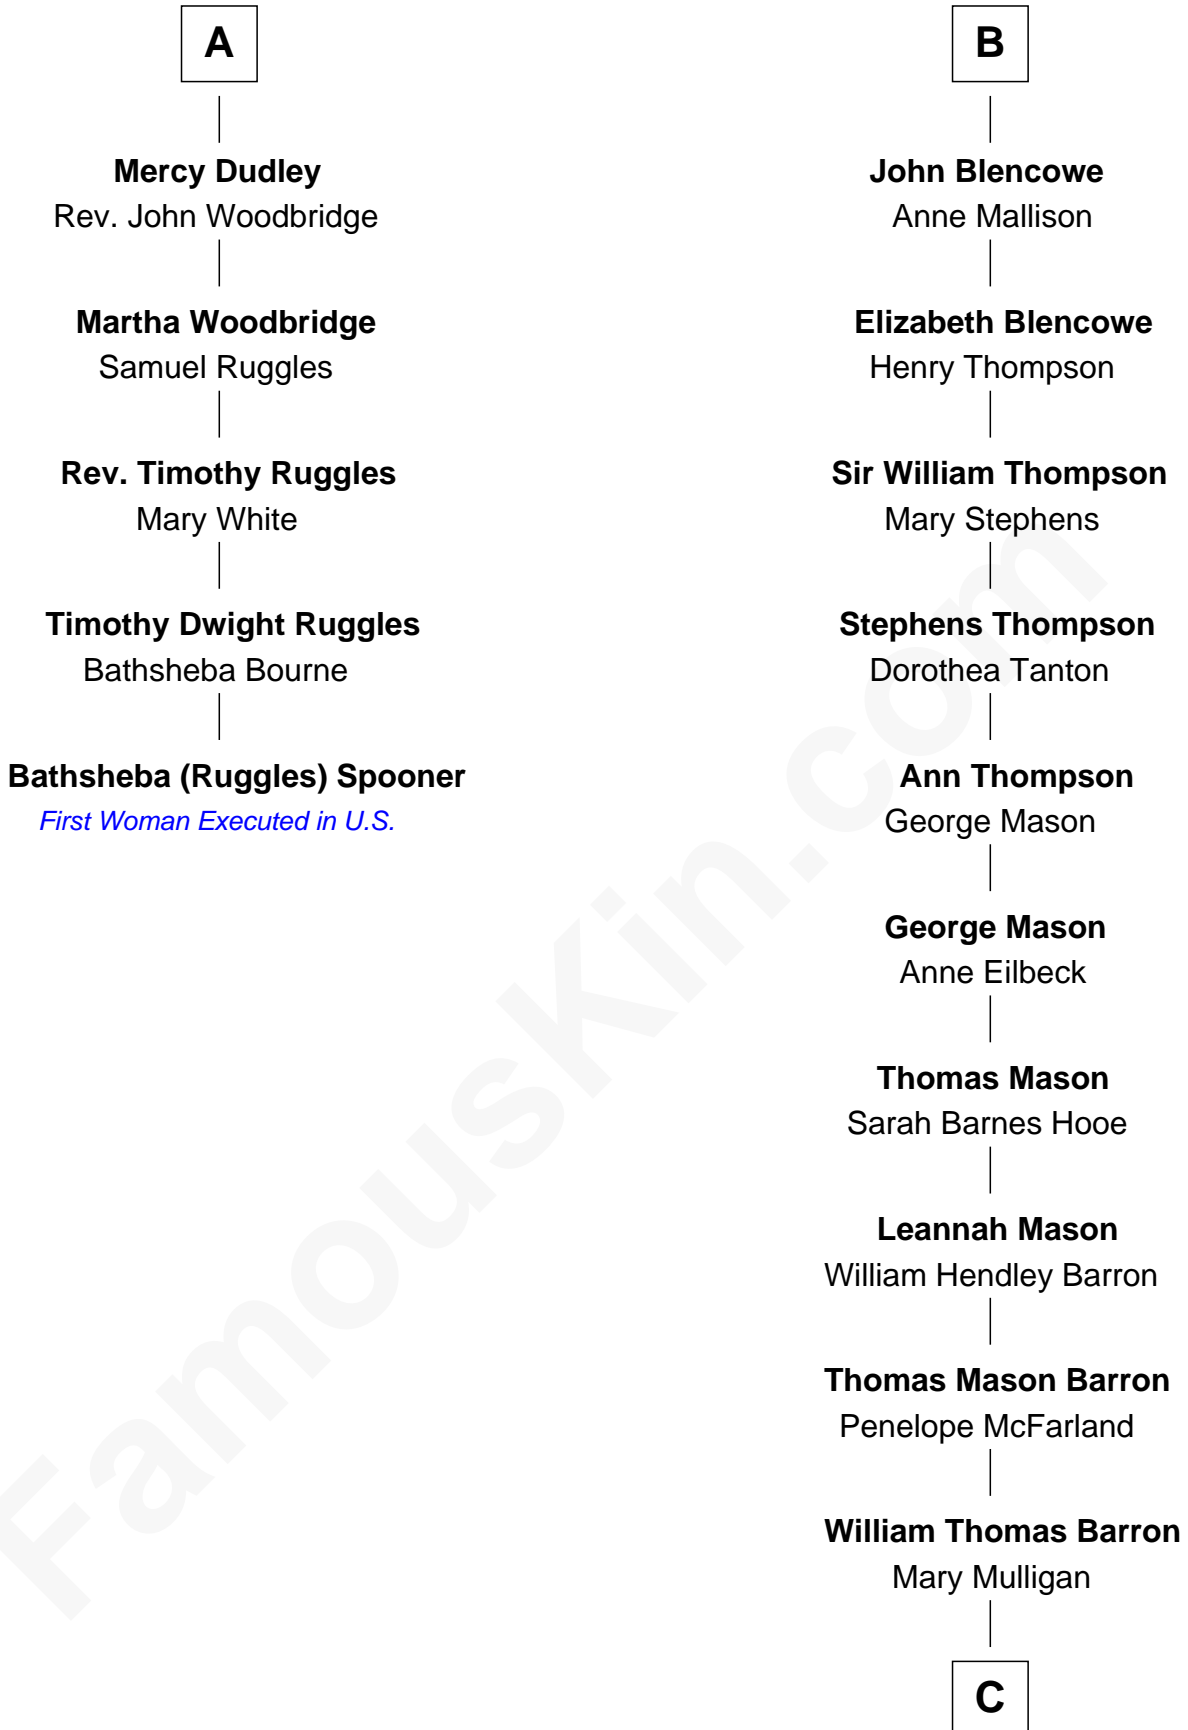 A
Mercy Dudley
Rev. John Woodbridge
Martha Woodbridge
Samuel Ruggles
Rev. Timothy Ruggles
Mary White
Timothy Dwight Ruggles
Bathsheba Bourne
Bathsheba (Ruggles) Spooner
First Woman Executed in U.S.
B
John Blencowe
Anne Mallison
Elizabeth Blencowe
Henry Thompson
Sir William Thompson
Mary Stephens
Stephens Thompson
Dorothea Tanton
Ann Thompson
George Mason
George Mason
Anne Eilbeck
Thomas Mason
Sarah Barnes Hooe
Leannah Mason
William Hendley Barron
Thomas Mason Barron
Penelope McFarland
William Thomas Barron
Mary Mulligan
C
FamousKin.com